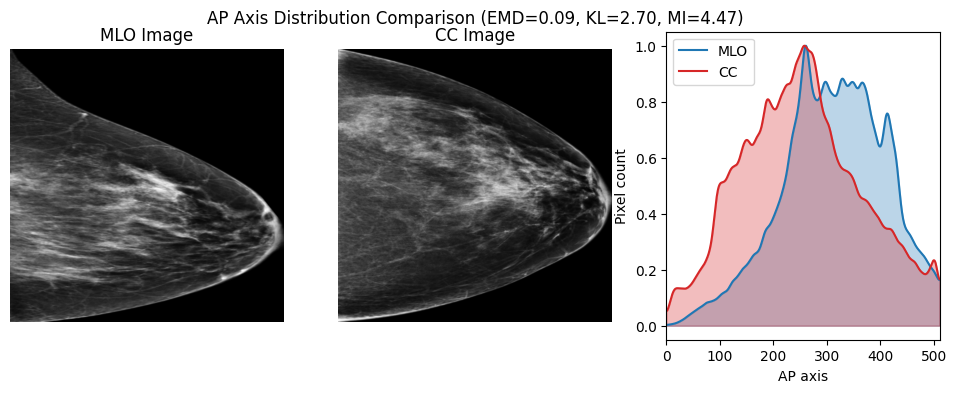 AP Axis Distribution Comparison (EMD=0.09, KL=2.70, MI=4.47)
MLO Image
CC Image
MLO
CC
Pixel count
1.0
0.8
0.6
0.4
0.2
0.0
0 100 200 300 400 500
AP axis